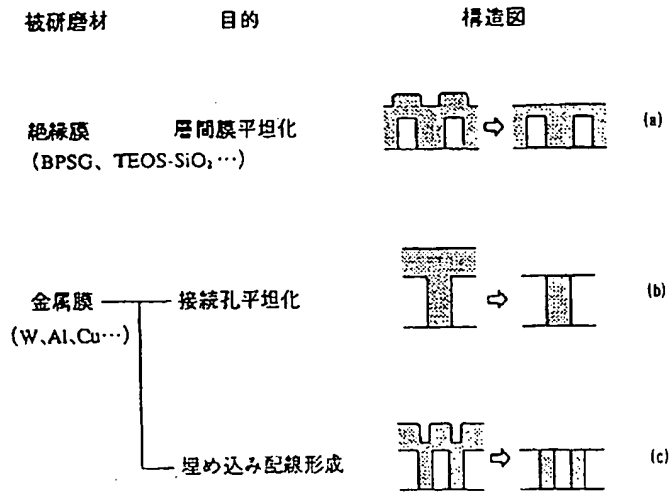 被研磨材 目的 構造図
絶縁膜 層間膜平坦化 (a)
(BPSG、TEOS-SiO₂…)
金属膜 接続孔平坦化 (b)
(W、Al、Cu…)
埋め込み配線形成 (c)